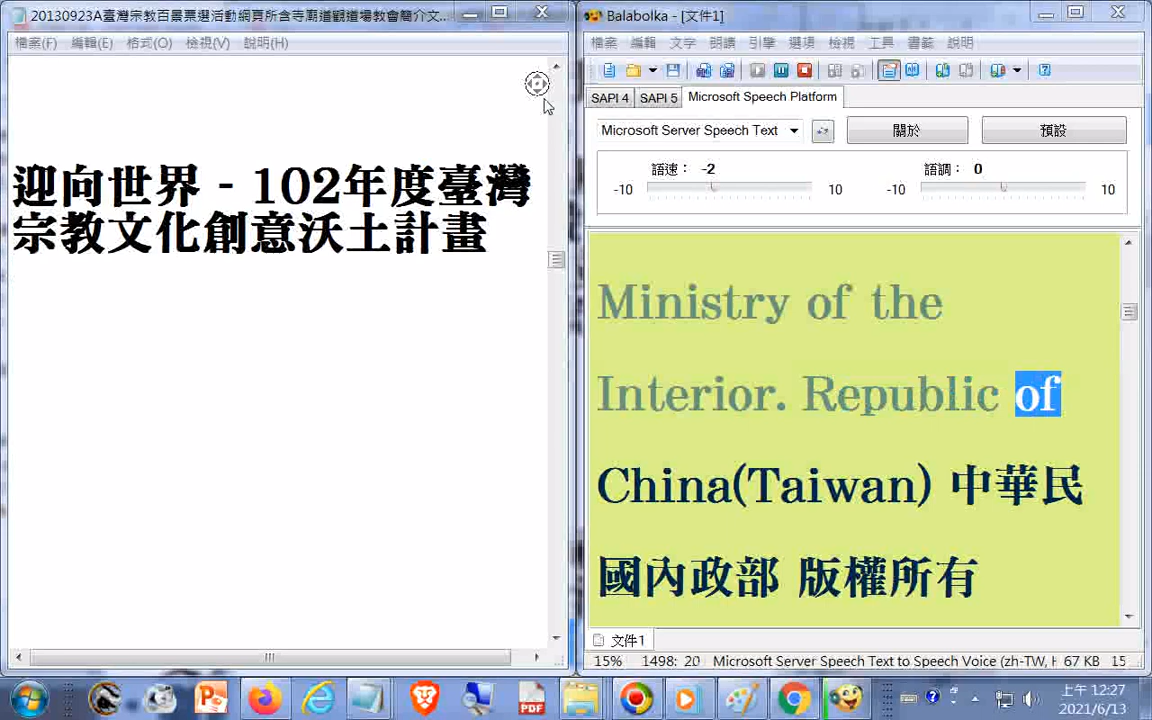 20130923A臺灣宗教百景票選活動網頁所含寺廟道觀道場教會簡介文...
檔案(F) 編輯(E) 格式(O) 檢視(V) 說明(H)
迎向世界－102年度臺灣
宗教文化創意沃土計畫
Balabolka - [文件1]
檔案 編輯 文字 朗讀 引擎 選項 檢視 工具 書籤 說明
SAPI 4 SAPI 5 Microsoft Speech Platform
Microsoft Server Speech Text 關於 預設
語速： -2 語調： 0
-10 10 -10 10
Ministry of the
Interior. Republic of
China(Taiwan) 中華民
國內政部 版權所有
文件1
15% 1498: 20 Microsoft Server Speech Text to Speech Voice (zh-TW, H 67 KB 15
PDF
上午 12:27
2021/6/13